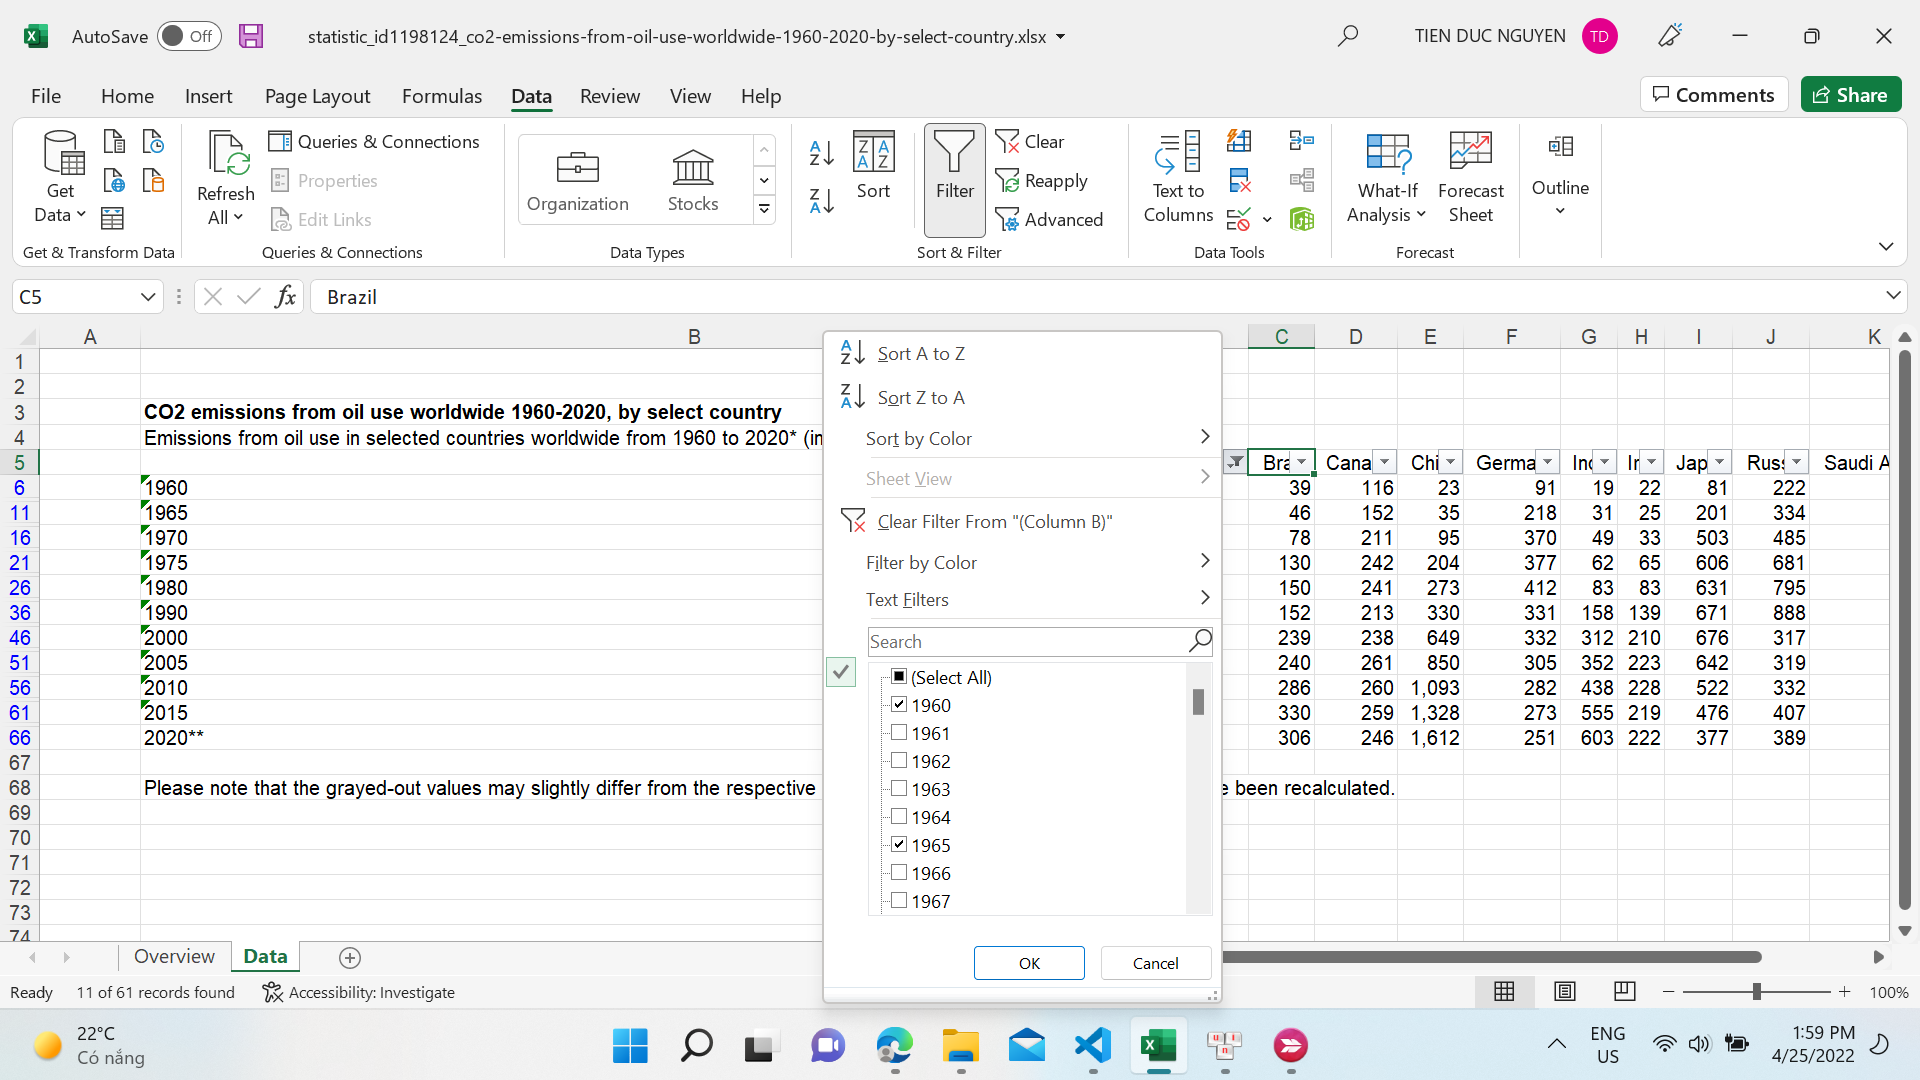 AutoSave Off statistic_id1198124_co2-emissions-from-oil-use-worldwide-1960-2020-by-select-country.xlsx TIEN DUC NGUYEN TD
File Home Insert Page Layout Formulas Data Review View Help Comments Share
Get Data
Refresh All
Queries & Connections
Properties
Edit Links
Organization Stocks
Sort
Filter
Clear
Reapply
Advanced
Text to Columns
What-If Analysis
Forecast Sheet
Outline
Get & Transform Data Queries & Connections Data Types Sort & Filter Data Tools Forecast
C5 fx Brazil
A B C D E F G H I J K
1
2
3 CO2 emissions from oil use worldwide 1960-2020, by select country
4 Emissions from oil use in selected countries worldwide from 1960 to 2020* (in
5 Bra Cana Chi Germa Inc Ir Jap Russ Saudi A
6 1960 39 116 23 91 19 22 81 222
11 1965 46 152 35 218 31 25 201 334
16 1970 78 211 95 370 49 33 503 485
21 1975 130 242 204 377 62 65 606 681
26 1980 150 241 273 412 83 83 631 795
36 1990 152 213 330 331 158 139 671 888
46 2000 239 238 649 332 312 210 676 317
51 2005 240 261 850 305 352 223 642 319
56 2010 286 260 1,093 282 438 228 522 332
61 2015 330 259 1,328 273 555 219 476 407
66 2020** 306 246 1,612 251 603 222 377 389
67
68 Please note that the grayed-out values may slightly differ from the respective e been recalculated.
69
70
71
72
73
74
Sort A to Z
Sort Z to A
Sort by Color
Sheet View
Clear Filter From "(Column B)"
Filter by Color
Text Filters
Search
(Select All)
1960
1961
1962
1963
1964
1965
1966
1967
OK Cancel
Overview Data
Ready 11 of 61 records found Accessibility: Investigate 100%
22°C
Có nắng
ENG
US
1:59 PM
4/25/2022